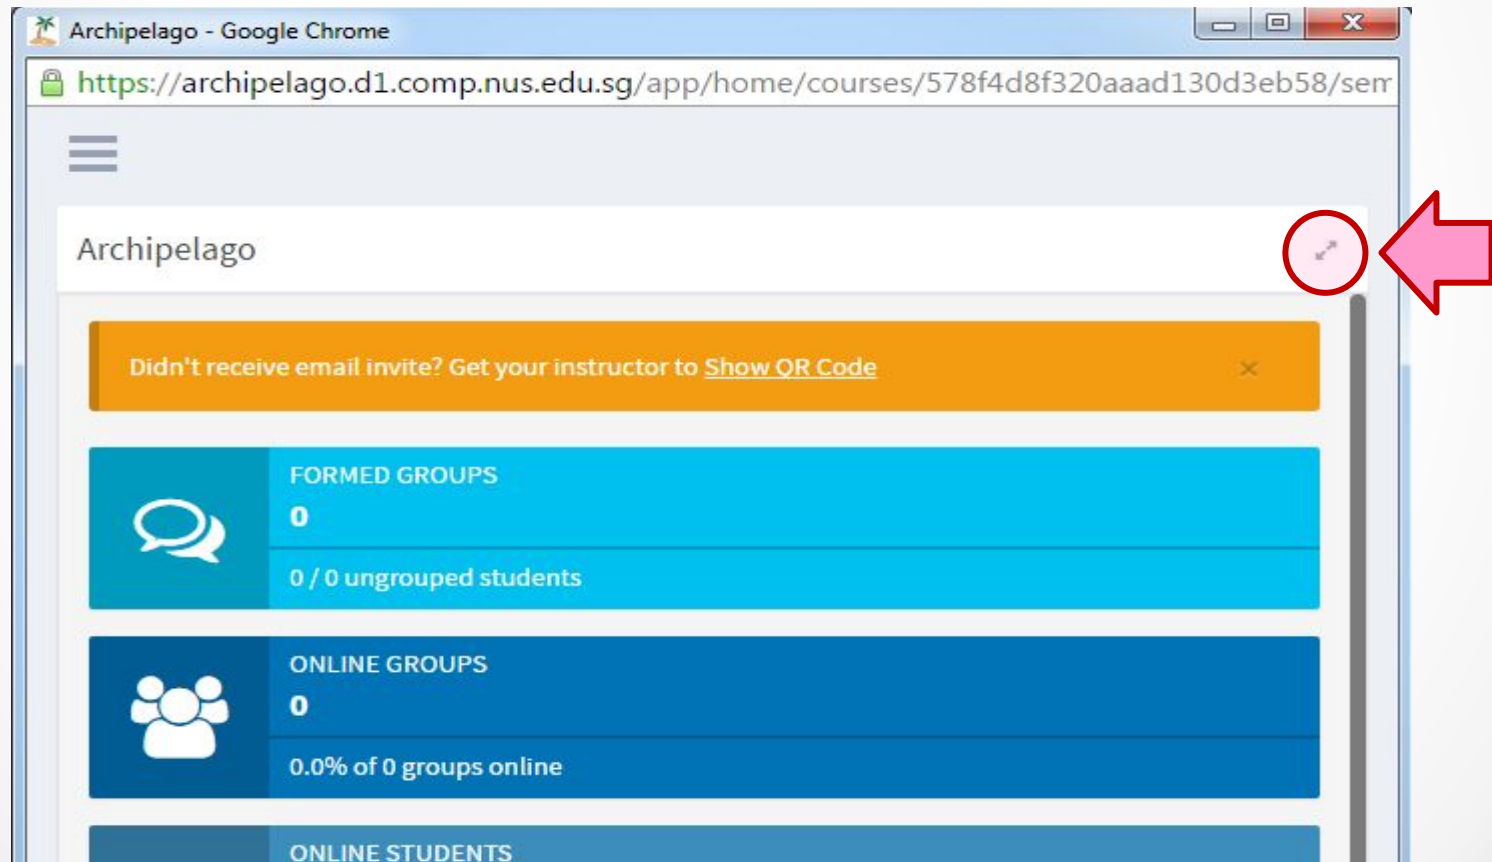 Archipelago - Google Chrome
https://archipelago.d1.comp.nus.edu.sg/app/home/courses/578f4d8f320aaad130d3eb58/sem
Archipelago
Didn't receive email invite? Get your instructor to Show QR Code
FORMED GROUPS
0
0 / 0 ungrouped students
ONLINE GROUPS
0
0.0% of 0 groups online
ONLINE STUDENTS